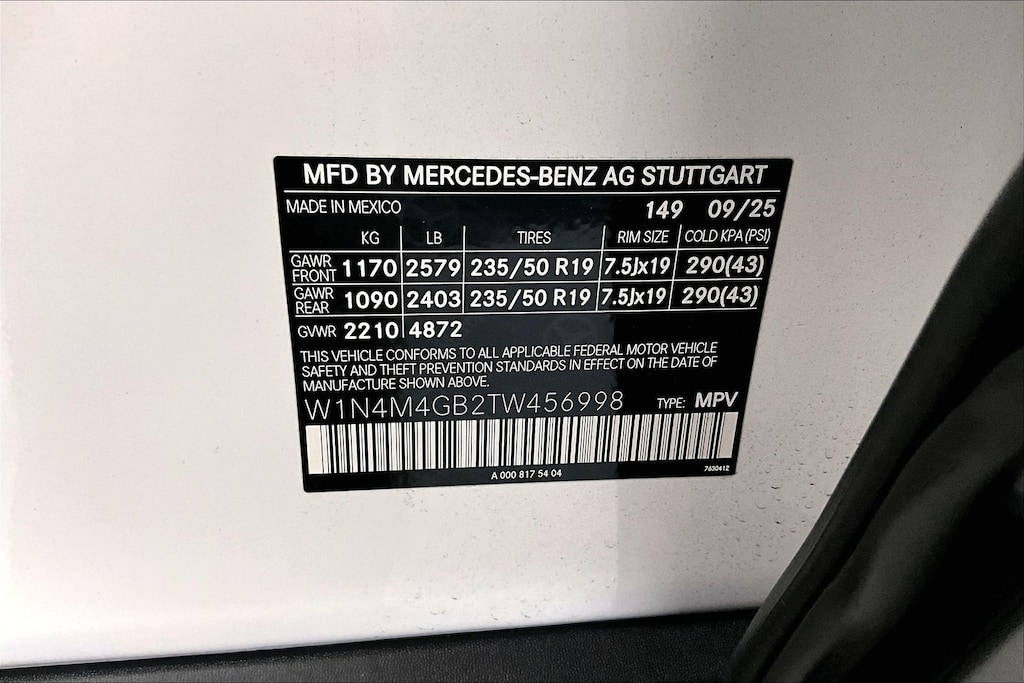 MFD BY MERCEDES-BENZ AG STUTTGART
MADE IN MEXICO 149 09/25
KG LB TIRES RIM SIZE COLD KPA (PSI)
GAWR FRONT 1170 2579 235/50 R19 7.5Jx19 290(43)
GAWR REAR 1090 2403 235/50 R19 7.5Jx19 290(43)
GVWR 2210 4872
THIS VEHICLE CONFORMS TO ALL APPLICABLE FEDERAL MOTOR VEHICLE
SAFETY AND THEFT PREVENTION STANDARDS IN EFFECT ON THE DATE OF
MANUFACTURE SHOWN ABOVE.
W1N4M4GB2TW456998 TYPE: MPV
A 000 817 54 04 7630412